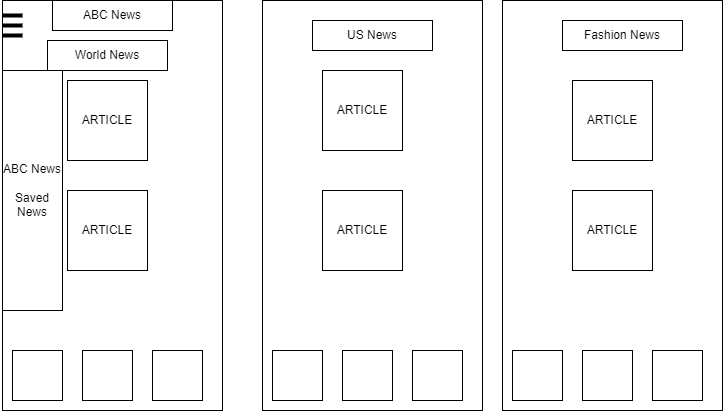 ABC News
World News
ARTICLE
ABC News
Saved
News
ARTICLE
US News
ARTICLE
ARTICLE
Fashion News
ARTICLE
ARTICLE